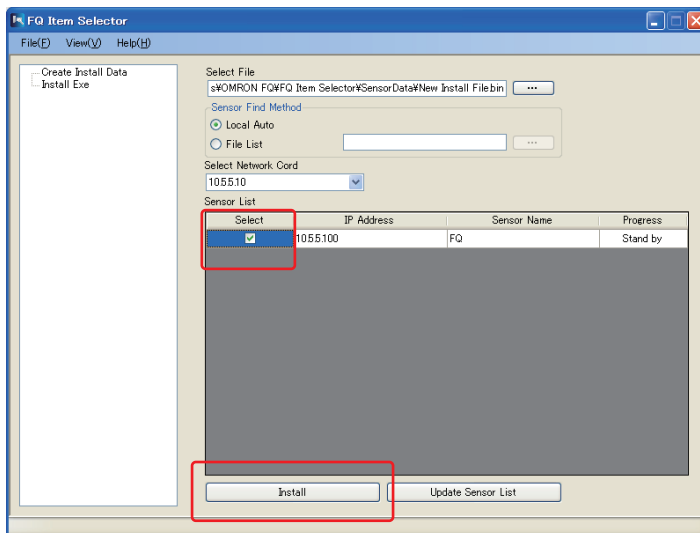 FQ Item Selector
File(F) View(V) Help(H)
Create Install Data
Install Exe
Select File
s¥OMRON FQ¥FQ Item Selector¥SensorData¥New Install File.bin ...
Sensor Find Method
Local Auto
File List ...
Select Network Cord
10.5.5.10
Sensor List
Select IP Address Sensor Name Progress
10.5.5.100 FQ Stand by
Install Update Sensor List